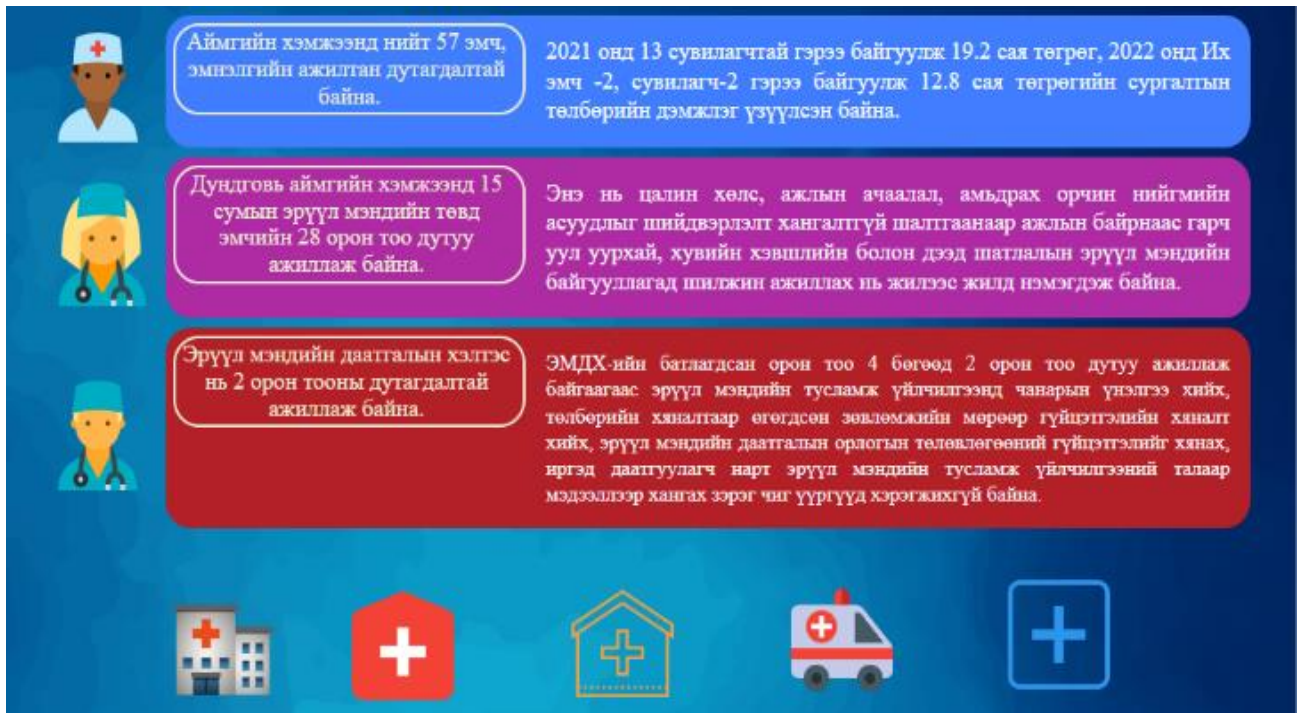 Аймгийн хэмжээнд нийт 57 эмч,
эмнэлгийн ажилтан дутагдалтай
байна.
2021 онд 13 сувилагчтай гэрээ байгуулж 19.2 сая төгрөг, 2022 онд Их
эмч -2, сувилагч-2 гэрээ байгуулж 12.8 сая төгрөгийн сургалтын
төлбөрийн дэмжлэг үзүүлсэн байна.
Дундговь аймгийн хэмжээнд 15
сумын эрүүл мэндийн төвд
эмчийн 28 орон тоо дутуу
ажиллаж байна.
Энэ нь цалин хөлс, ажлын ачаалал, амьдрах орчин нийгмийн
асуудлыг шийдвэрлэлт хангалтгүй шалтгаанаар ажлын байрнаас гарч
уул уурхай, хувийн хэвшлийн болон дээд шатлалын эрүүл мэндийн
байгууллагад шилжин ажиллах нь жилээс жилд нэмэгдэж байна.
Эрүүл мэндийн даатгалын хэлтэс
нь 2 орон тооны дутагдалтай
ажиллаж байна.
ЭМДХ-ийн батлагдсан орон тоо 4 бөгөөд 2 орон тоо дутуу ажиллаж
байгаагаас эрүүл мэндийн тусламж үйлчилгээнд чанарын үнэлгээ хийх,
төлбөрийн хяналтаар өгөгдсөн зөвлөмжийн мөрөөр гүйцэтгэлийн хяналт
хийх, эрүүл мэндийн даатгалын орлогын төлөвлөгөөний гүйцэтгэлийг хянах,
иргэд даатгуулагч нарт эрүүл мэндийн тусламж үйлчилгээний талаар
мэдээллээр хангах зэрэг чиг үүргүүд хэрэгжихгүй байна.